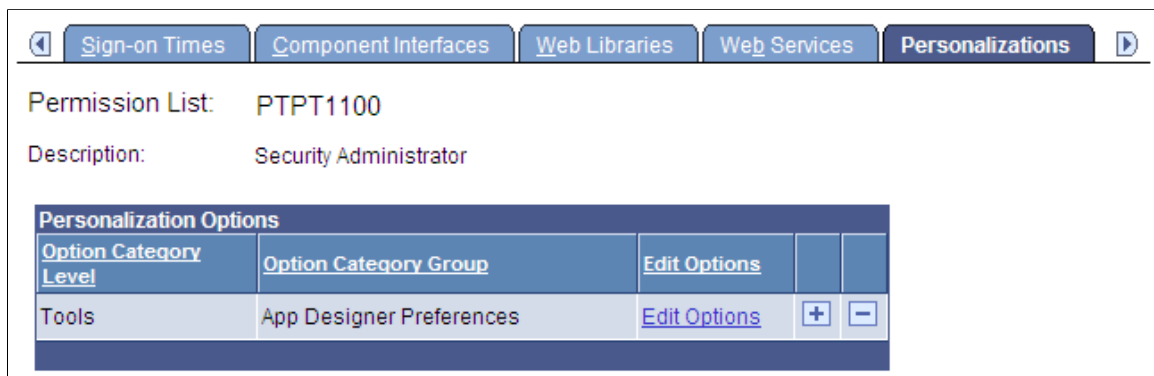 Sign-on Times Component Interfaces Web Libraries Web Services Personalizations
Permission List: PTPT1100
Description: Security Administrator
Personalization Options
Option Category Level Option Category Group Edit Options
Tools App Designer Preferences Edit Options